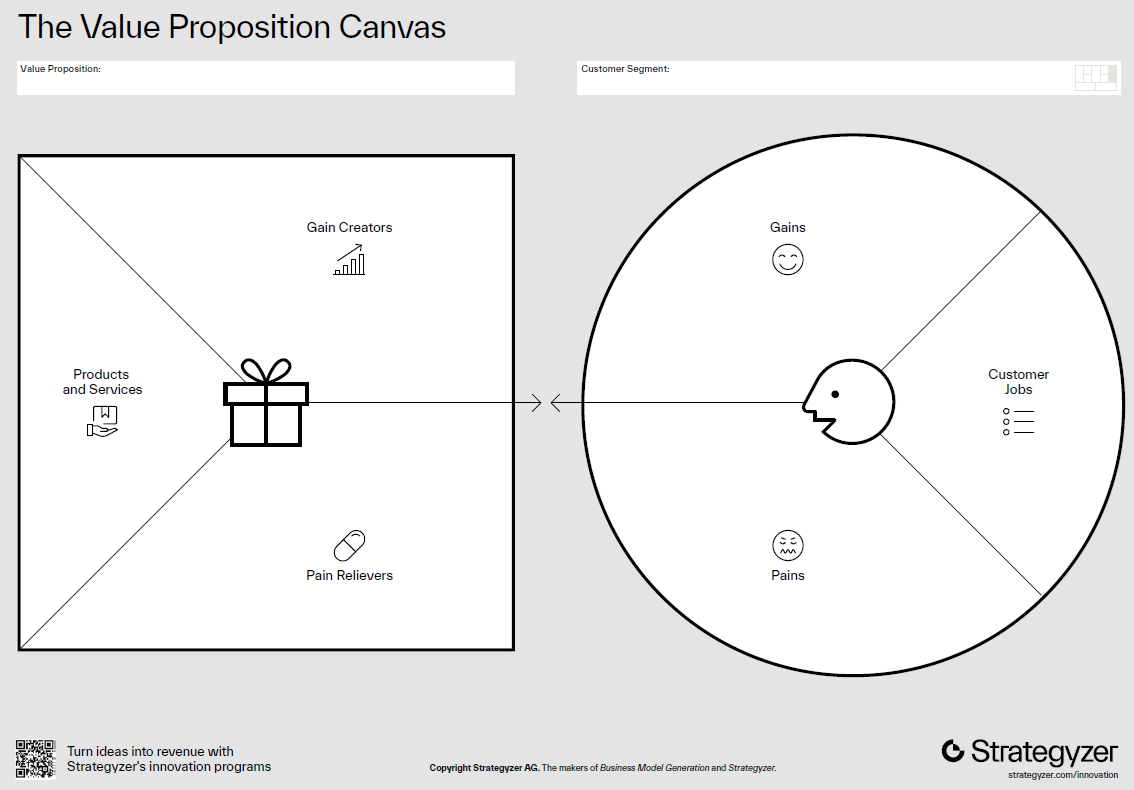 The Value Proposition Canvas
Value Proposition:
Customer Segment:
Gain Creators
Gains
Products
and Services
Customer
Jobs
Pain Relievers
Pains
Turn ideas into revenue with
Strategyzer's innovation programs
Copyright Strategyzer AG. The makers of Business Model Generation and Strategyzer.
Strategyzer
strategyzer.com/innovation